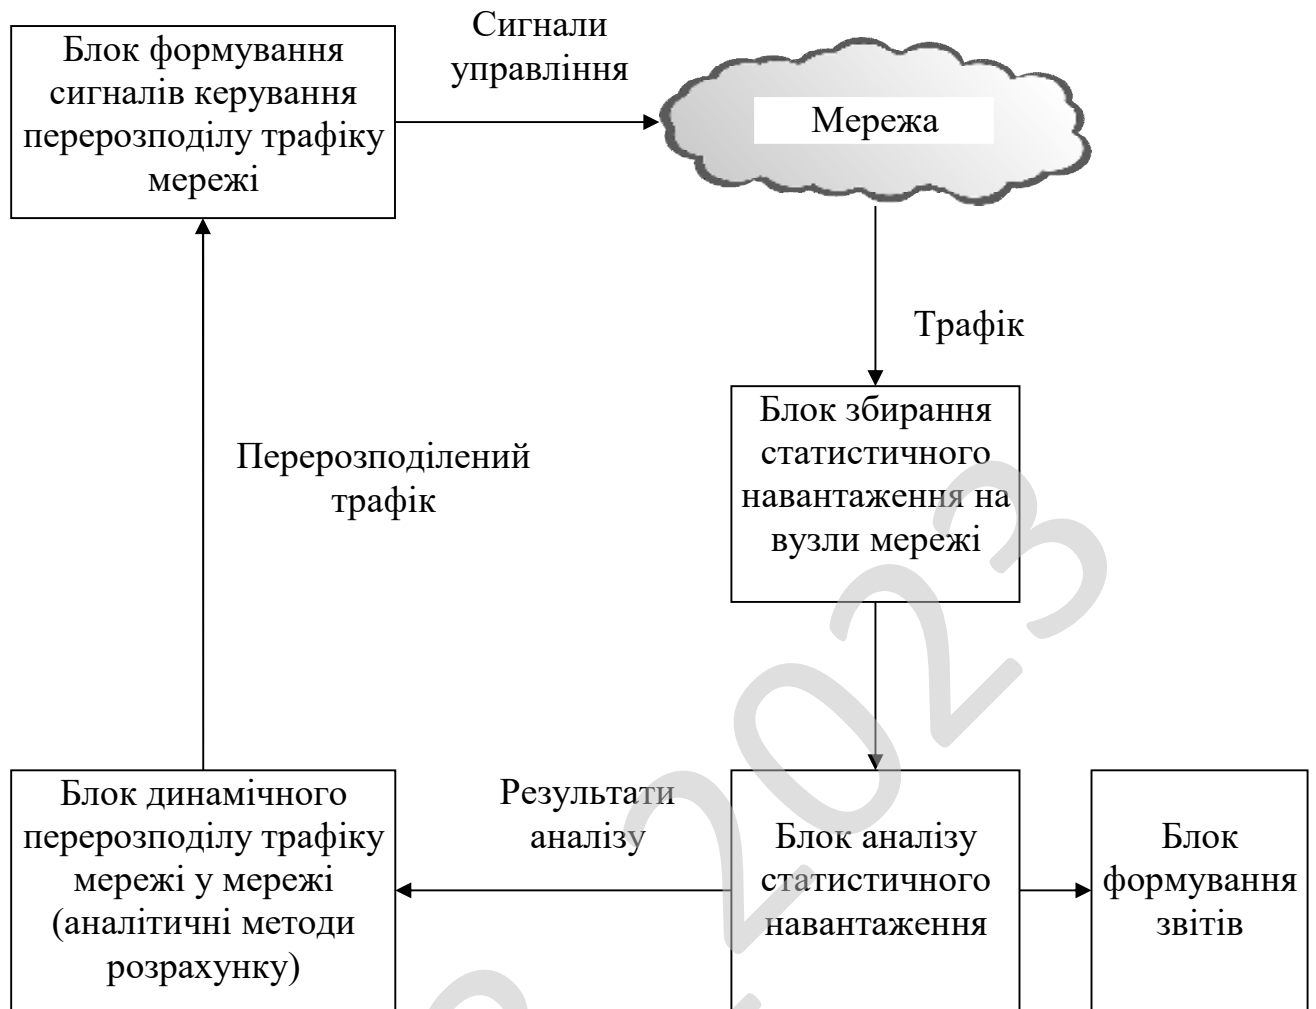 Блок формування
сигналів керування
перерозподілу трафіку
мережі
Сигнали
управління
Мережа
Трафік
Блок збирання
статистичного
навантаження на
вузли мережі
Перерозподілений
трафік
Блок динамічного
перерозподілу трафіку
мережі у мережі
(аналітичні методи
розрахунку)
Результати
аналізу
Блок аналізу
статистичного
навантаження
Блок
формування
звітів
2023